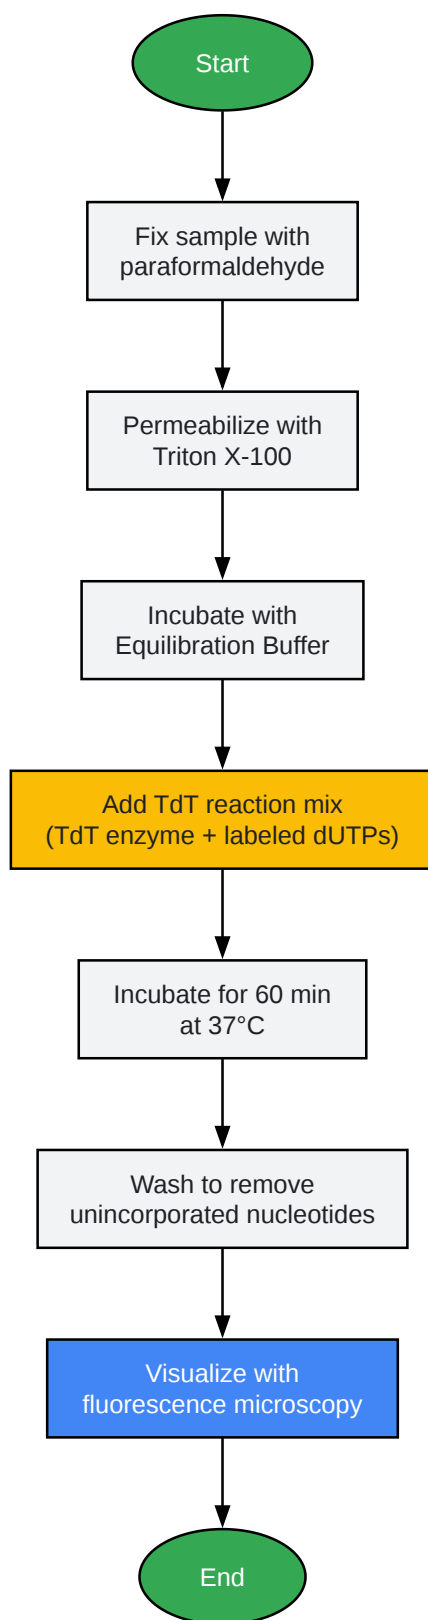 Start
Fix sample with
paraformaldehyde
Permeabilize with
Triton X-100
Incubate with
Equilibration Buffer
Add TdT reaction mix
(TdT enzyme + labeled dUTPs)
Incubate for 60 min
at 37°C
Wash to remove
unincorporated nucleotides
Visualize with
fluorescence microscopy
End